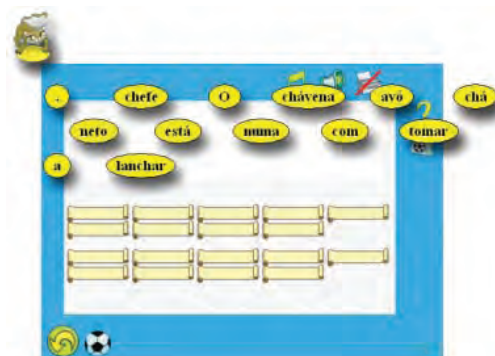 . chefe O chávena avó chá
neto está numa com tomar
a lanchar